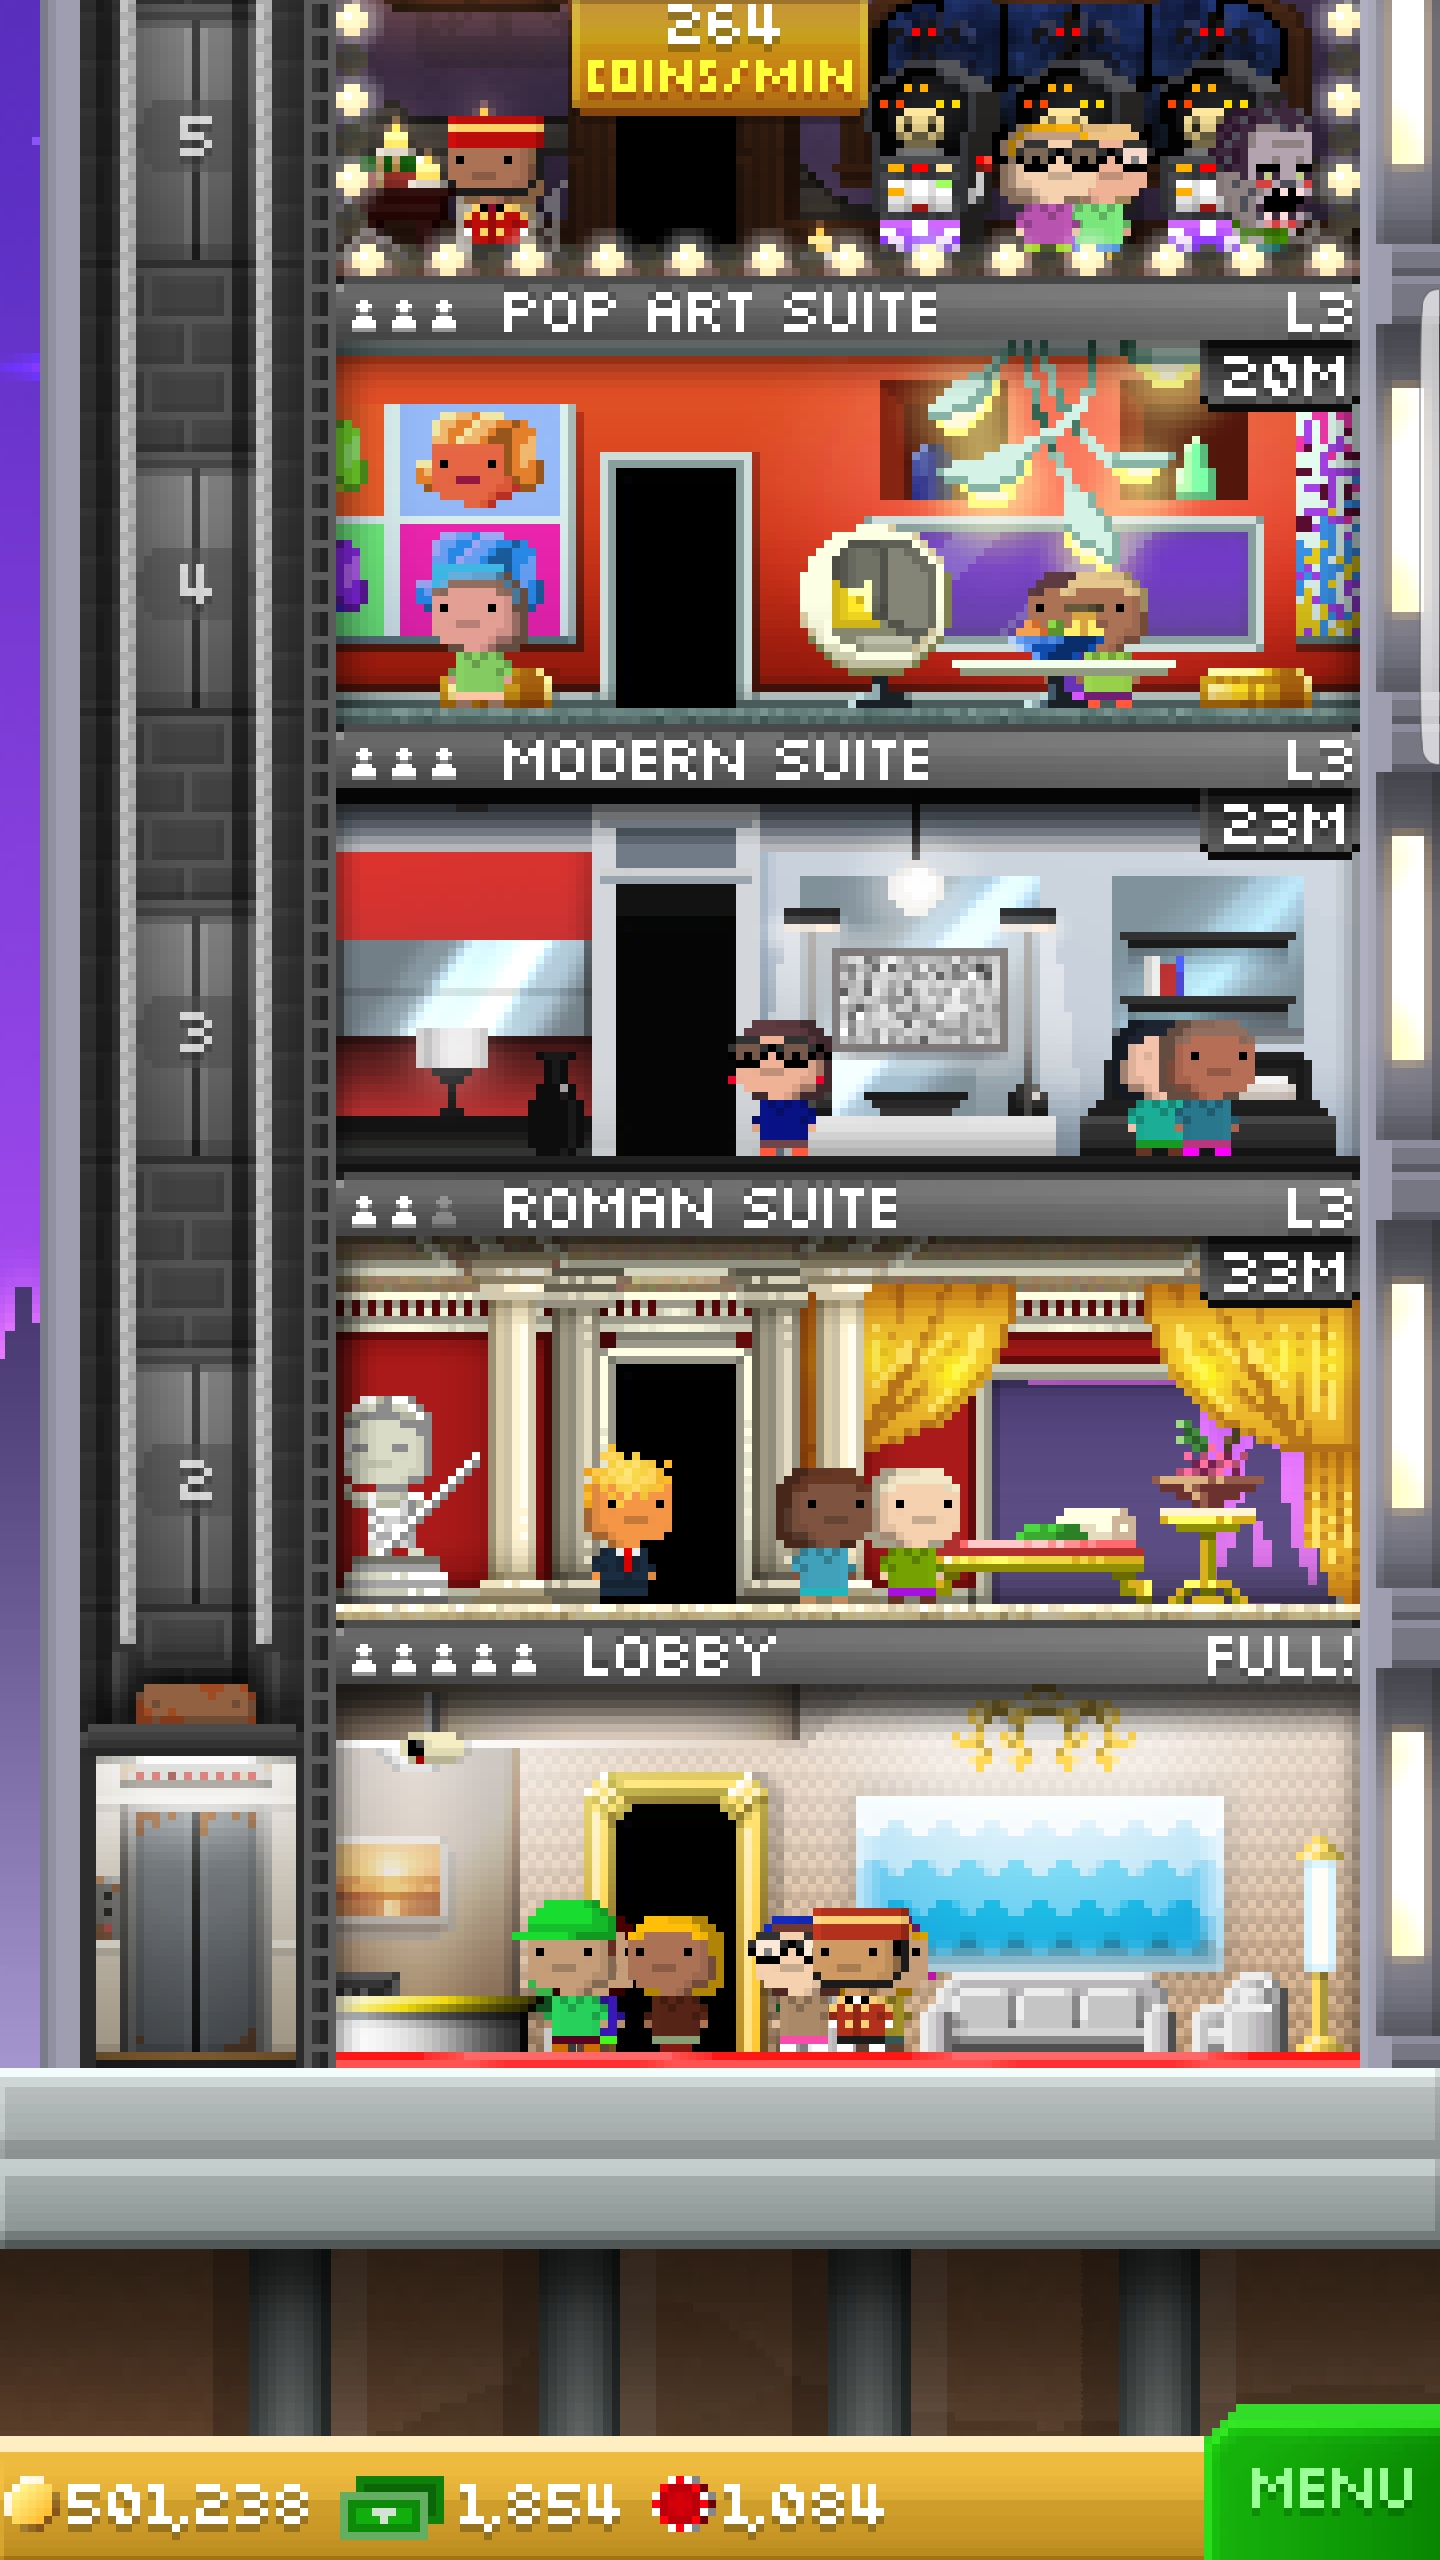 264
COINS/MIN
5
POP ART SUITE L3
20M
4
MODERN SUITE L3
23M
3
ROMAN SUITE L3
33M
2
LOBBY FULL!
501,238 1,854 1,084 MENU